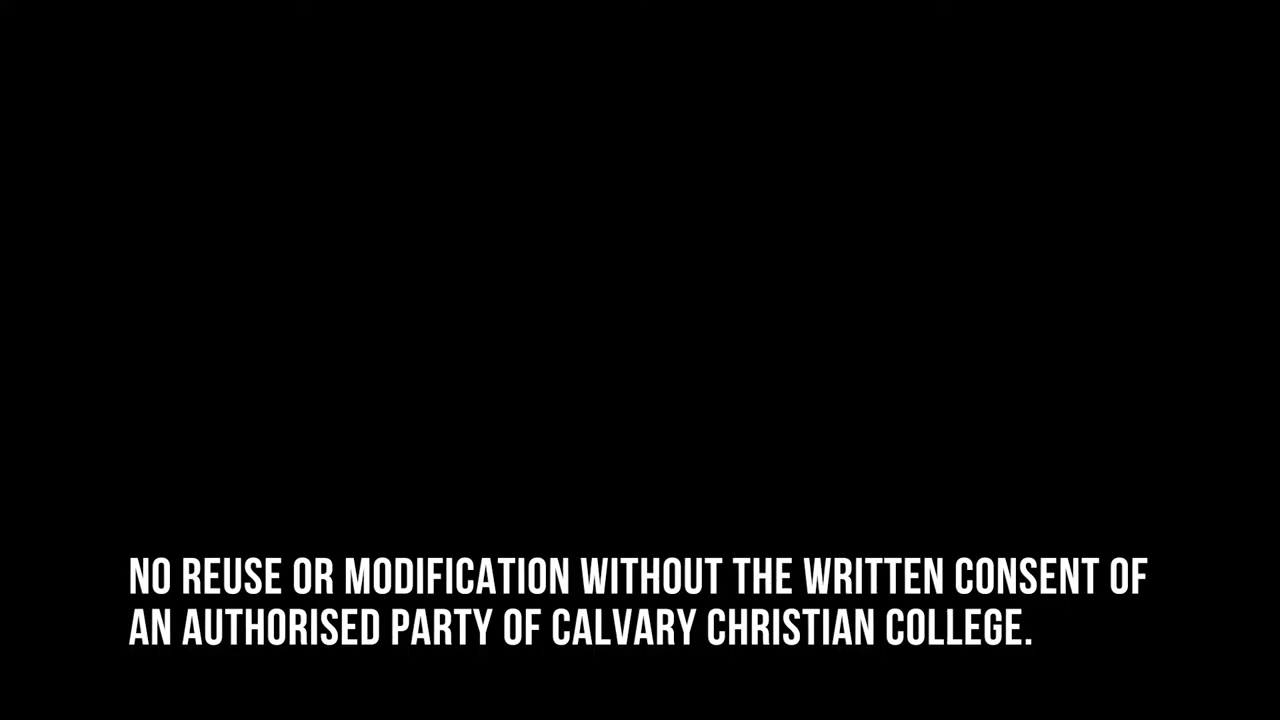 NO REUSE OR MODIFICATION WITHOUT THE WRITTEN CONSENT OF
AN AUTHORISED PARTY OF CALVARY CHRISTIAN COLLEGE.